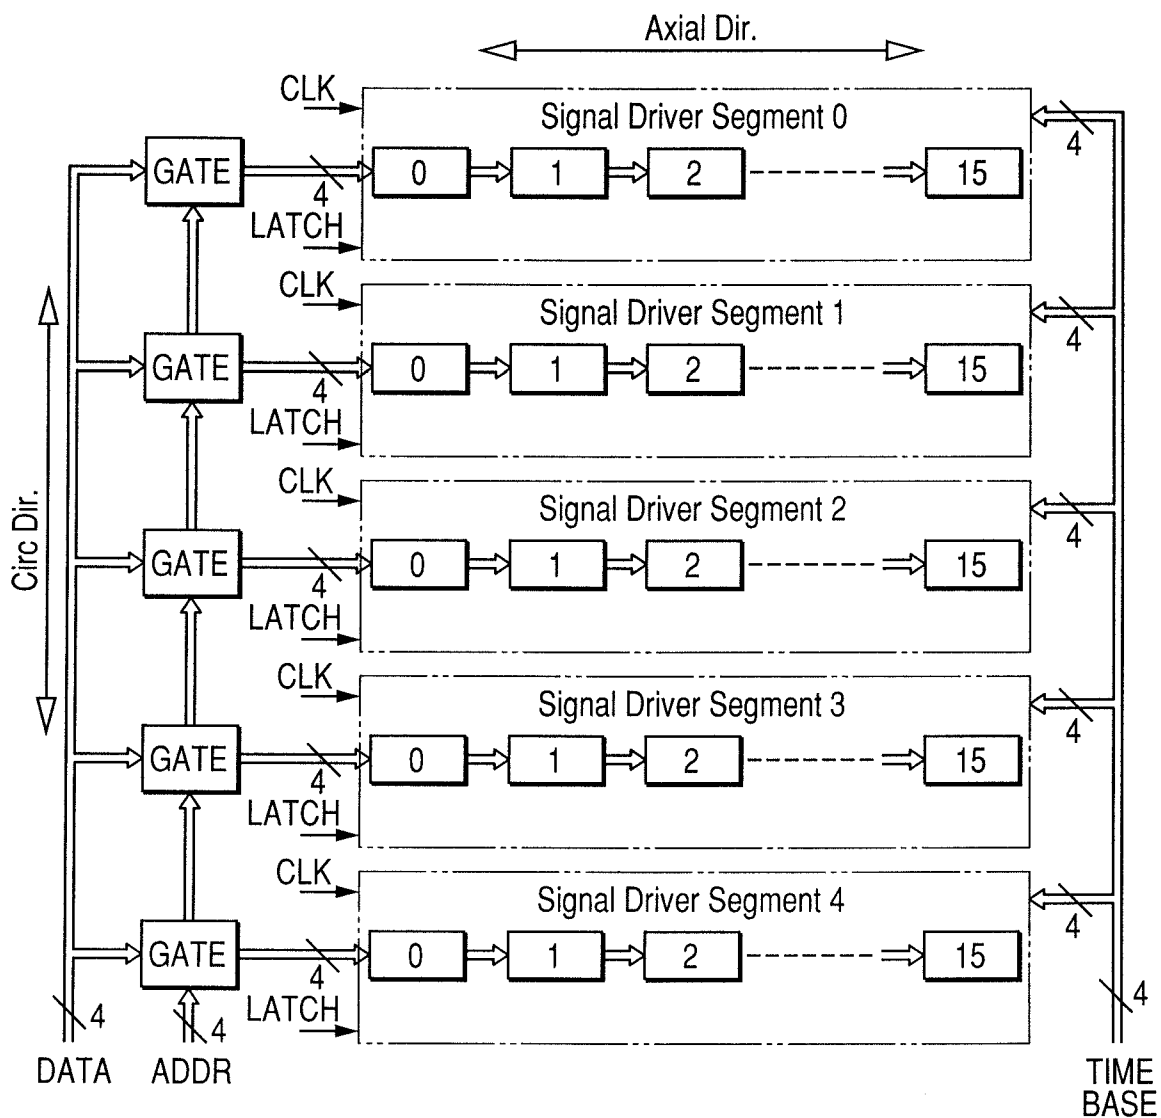 Axial Dir.
CLK
Signal Driver Segment 0
4
GATE
0
1
2
15
4
LATCH
CLK
Signal Driver Segment 1
4
GATE
0
1
2
15
4
LATCH
Circ Dir.
CLK
Signal Driver Segment 2
4
GATE
0
1
2
15
4
LATCH
CLK
Signal Driver Segment 3
4
GATE
0
1
2
15
4
LATCH
CLK
Signal Driver Segment 4
4
GATE
0
1
2
15
4
LATCH
4
4
4
DATA
ADDR
TIME
BASE